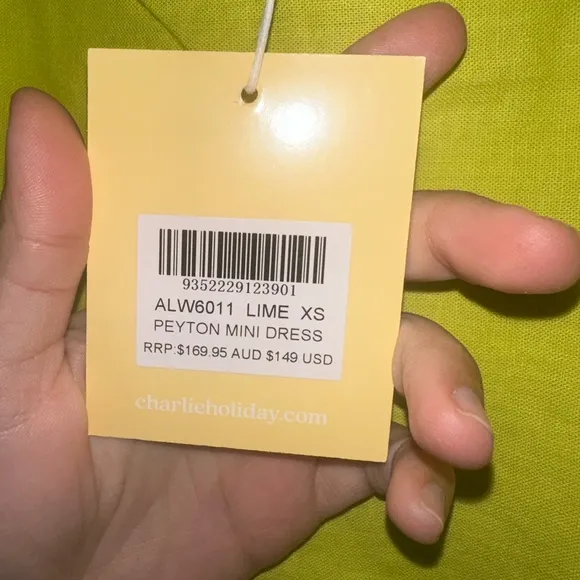 9352229123901
ALW6011 LIME XS
PEYTON MINI DRESS
RRP:$169.95 AUD $149 USD
charlieholiday.com